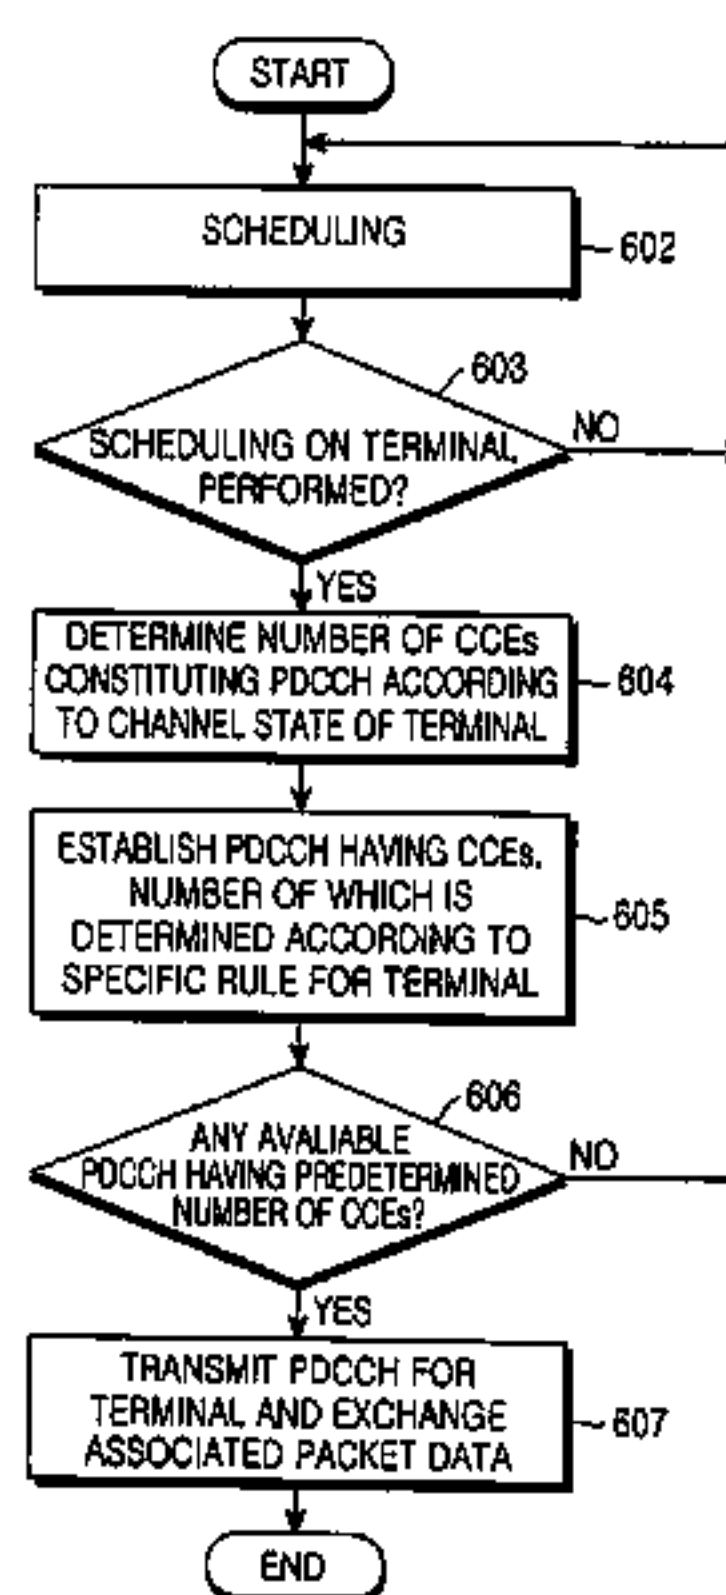 START
SCHEDULING
602
603
SCHEDULING ON TERMINAL
PERFORMED?
NO
YES
DETERMINE NUMBER OF CCEs
CONSTITUTING PDCCH ACCORDING
TO CHANNEL STATE OF TERMINAL
604
ESTABLISH PDCCH HAVING CCEs,
NUMBER OF WHICH IS
DETERMINED ACCORDING TO
SPECIFIC RULE FOR TERMINAL
605
606
ANY AVALIABLE
PDCCH HAVING PREDETERMINED
NUMBER OF CCEs?
NO
YES
TRANSMIT PDCCH FOR
TERMINAL AND EXCHANGE
ASSOCIATED PACKET DATA
607
END